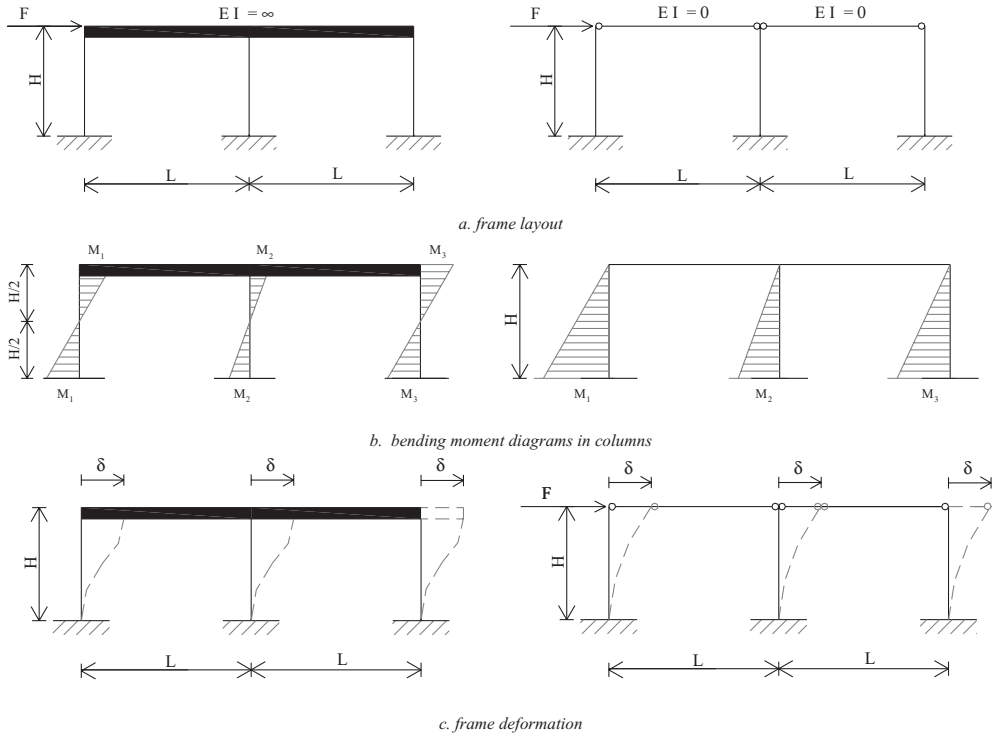 F E I = ∞ F E I = 0 E I = 0
H H
L L L L
a. frame layout
M₁ M₂ M₃
H/2 H
H/2
M₁ M₂ M₃ M₁ M₂ M₃
b. bending moment diagrams in columns
δ δ δ δ δ δ
F
H H
L L L L
c. frame deformation